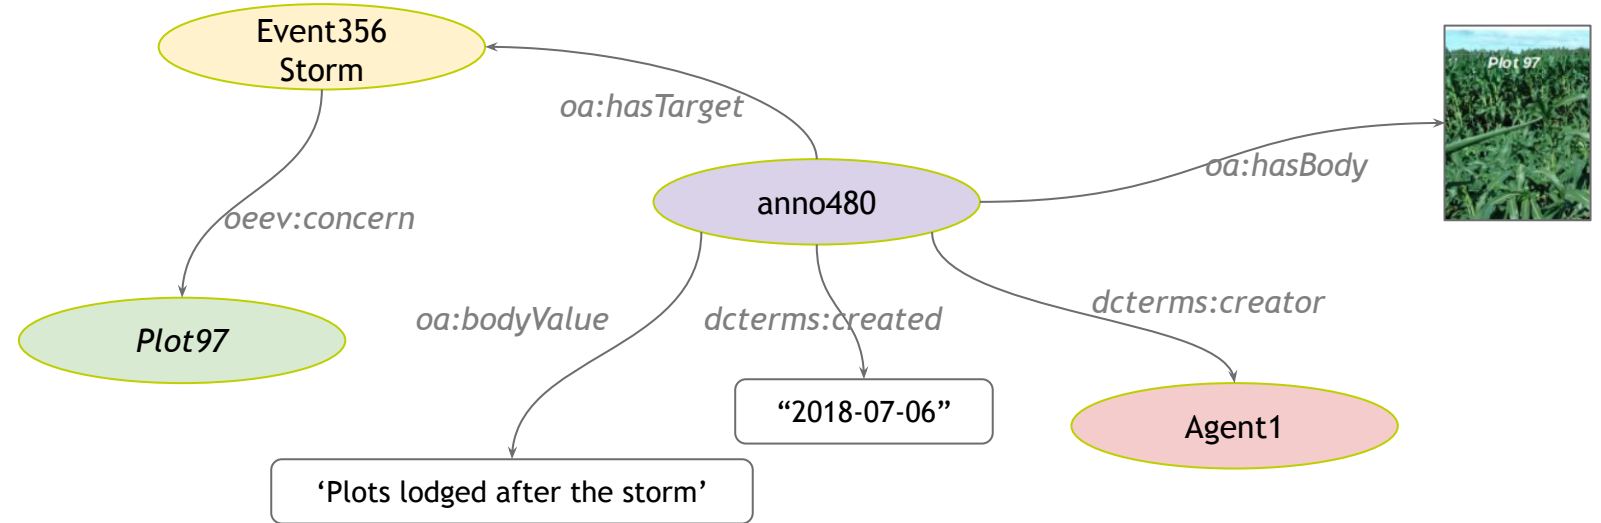 Event356
Storm
Plot 97
oa:hasTarget
oa:hasBody
anno480
oeev:concern
dcterms:creator
oa:bodyValue
dcterms:created
Plot97
“2018-07-06”
Agent1
‘Plots lodged after the storm’